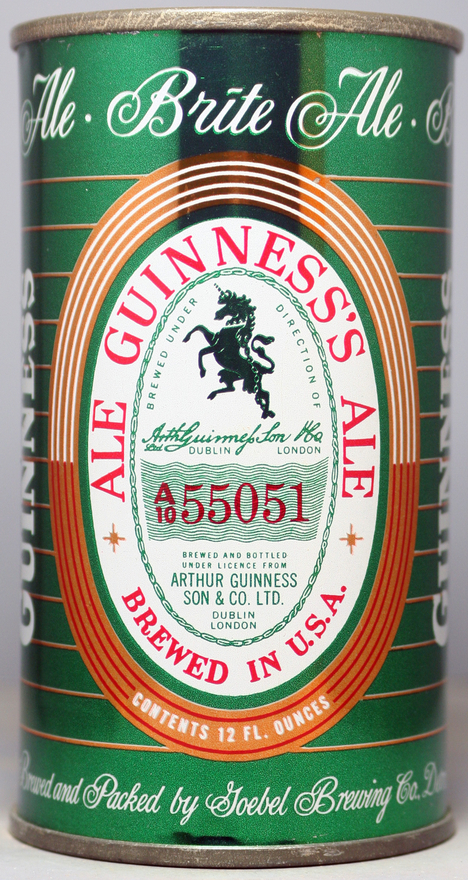 Ale · Brite Ale · B
GUINNESS
ALE GUINNESS'S ALE
BREWED UNDER DIRECTION OF
Arth Guinness Son & Co
Ltd. DUBLIN LONDON
A
10 55051
BREWED AND BOTTLED
UNDER LICENCE FROM
ARTHUR GUINNESS
SON & CO. LTD.
DUBLIN
LONDON
BREWED IN U.S.A.
CONTENTS 12 FL. OUNCES
GUINNESS
Brewed and Packed by Goebel Brewing Co., Det